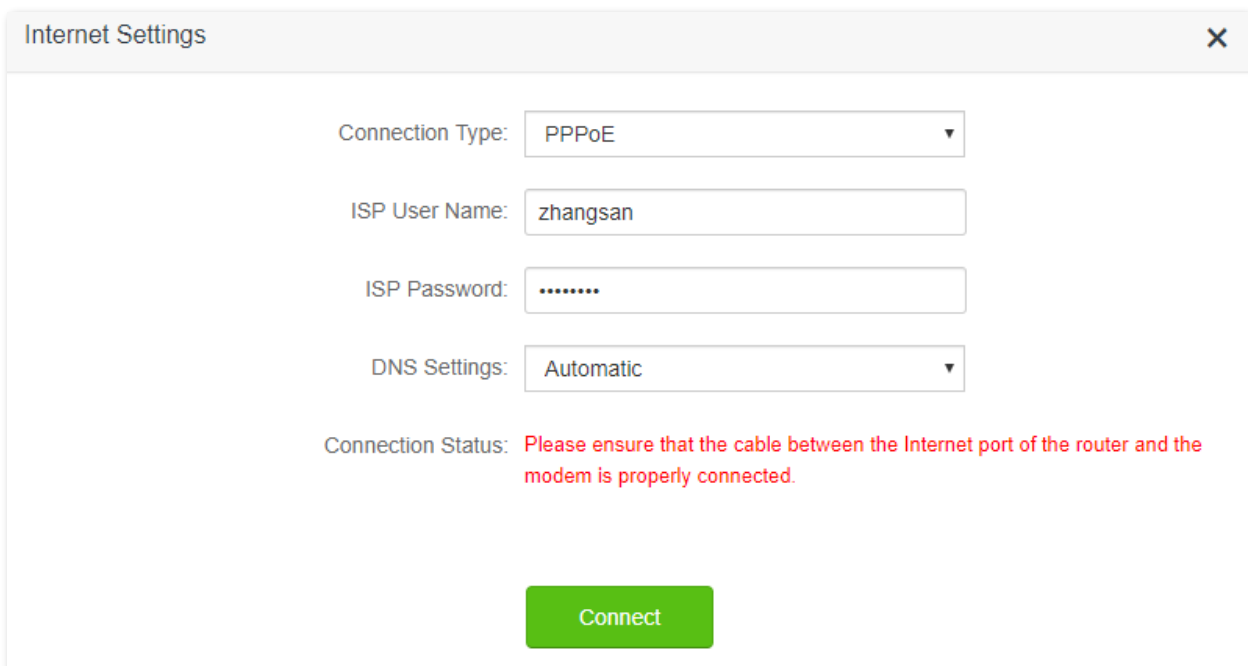 Internet Settings
Connection Type: PPPoE
ISP User Name: zhangsan
ISP Password: ••••••••
DNS Settings: Automatic
Connection Status: Please ensure that the cable between the Internet port of the router and the
modem is properly connected.
Connect